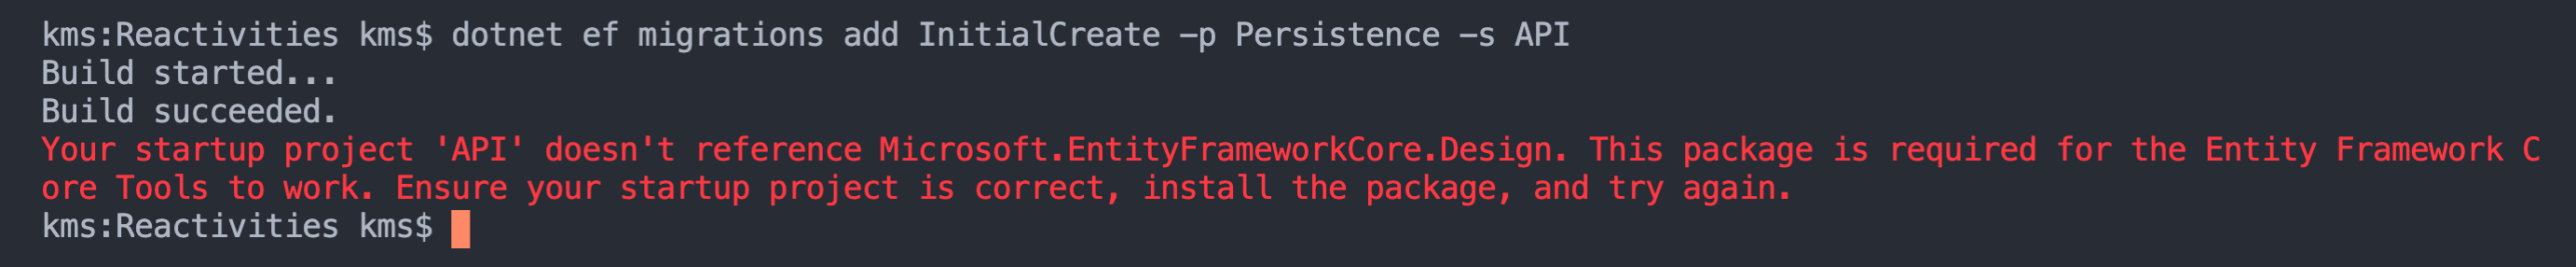 kms:Reactivities kms$ dotnet ef migrations add InitialCreate -p Persistence -s API
Build started...
Build succeeded.
Your startup project 'API' doesn't reference Microsoft.EntityFrameworkCore.Design. This package is required for the Entity Framework C
ore Tools to work. Ensure your startup project is correct, install the package, and try again.
kms:Reactivities kms$